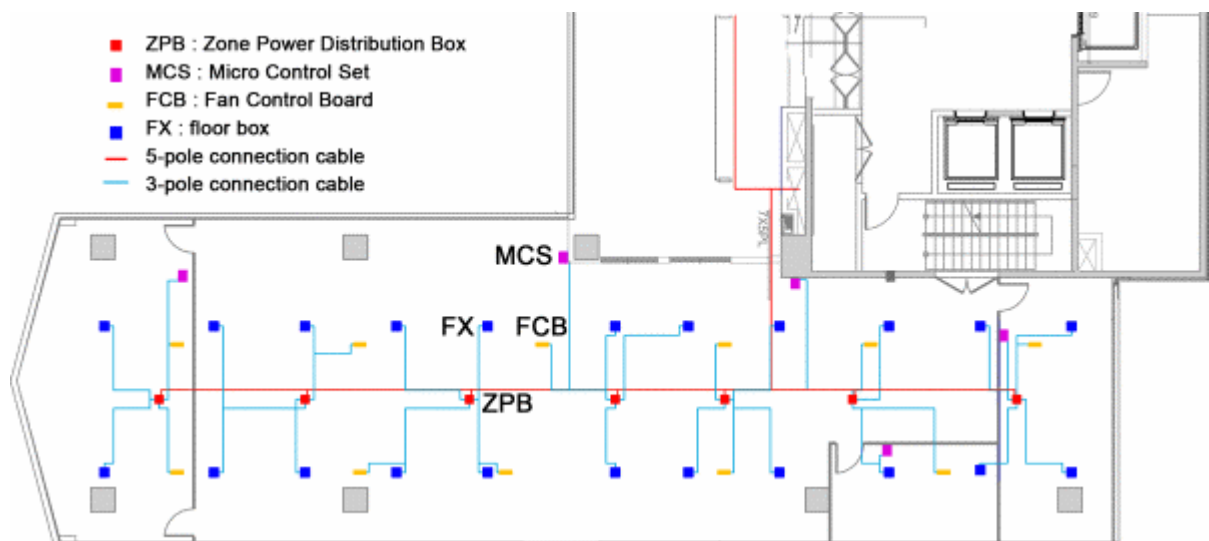 ZPB : Zone Power Distribution Box
MCS : Micro Control Set
FCB : Fan Control Board
FX : floor box
5-pole connection cable
3-pole connection cable
7X5PL
MCS
FX
FCB
ZPB